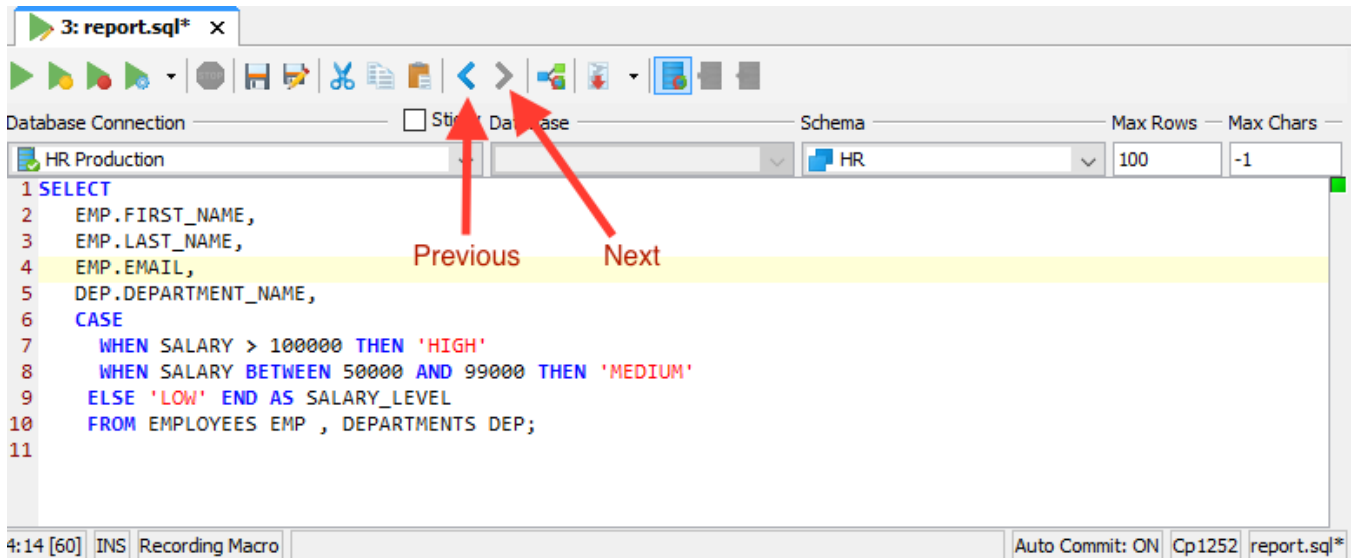 3: report.sql* x
STOP
Database Connection Sticky Database Schema Max Rows Max Chars
HR Production HR 100 -1
1 SELECT
2 EMP.FIRST_NAME,
3 EMP.LAST_NAME,
Previous Next
4 EMP.EMAIL,
5 DEP.DEPARTMENT_NAME,
6 CASE
7 WHEN SALARY > 100000 THEN 'HIGH'
8 WHEN SALARY BETWEEN 50000 AND 99000 THEN 'MEDIUM'
9 ELSE 'LOW' END AS SALARY_LEVEL
10 FROM EMPLOYEES EMP , DEPARTMENTS DEP;
11
4:14 [60] INS Recording Macro Auto Commit: ON Cp1252 report.sql*